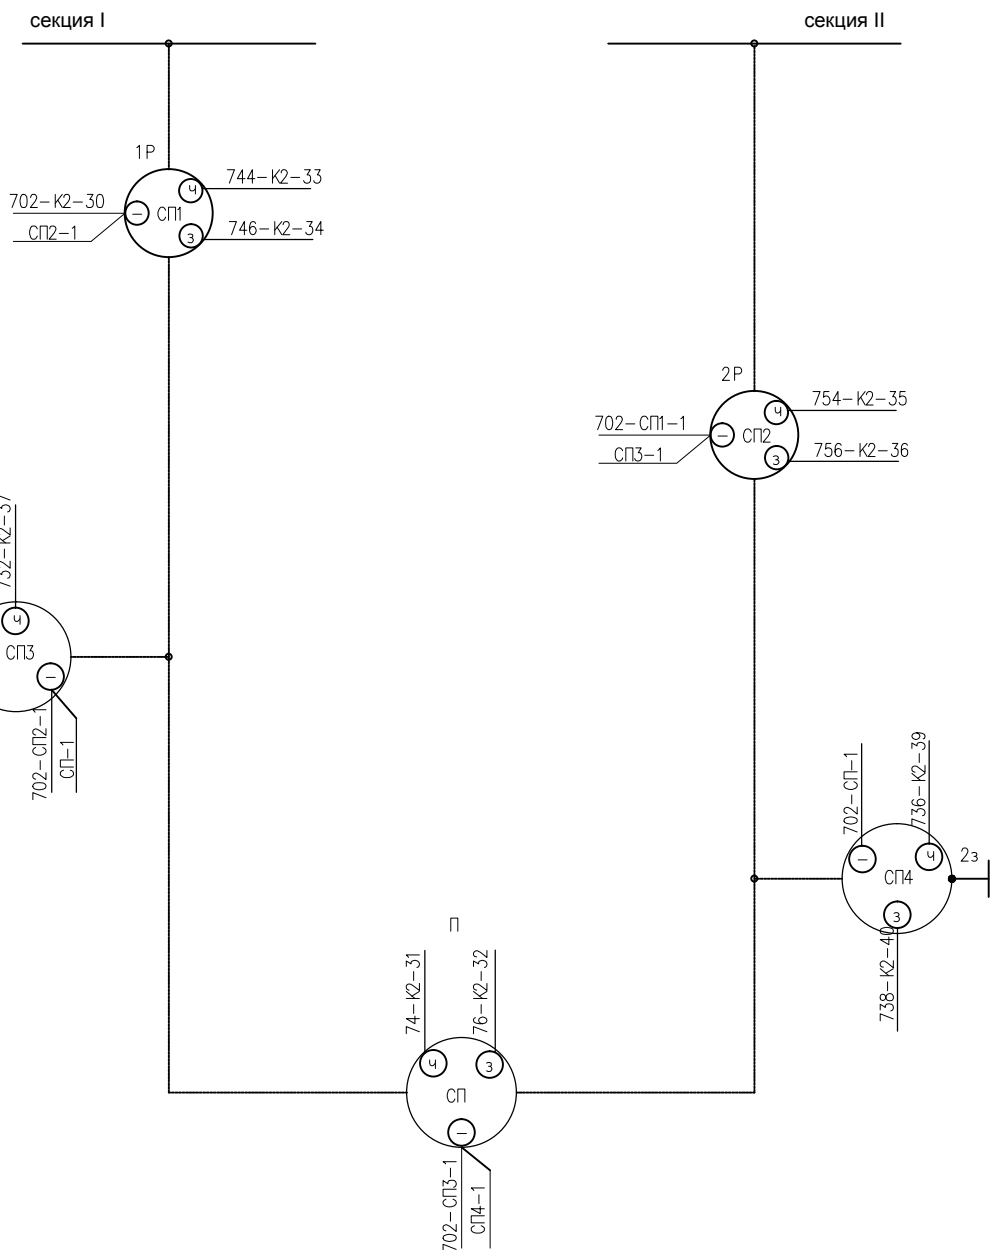 секция I
секция II
1Р
744-К2-33
702-К2-30
ч
СП1
–
СП2-1
з
746-К2-34
2Р
754-К2-35
702-СП1-1
ч
–
СП2
СП3-1
з
756-К2-36
732-К2-37
ч
СП3
–
702-СП2-1
СП-1
702-СП-1
736-К2-39
–
ч
2з
СП4
з
738-К2-40
П
74-К2-31
76-К2-32
ч
з
СП
–
702-СП3-1
СП4-1